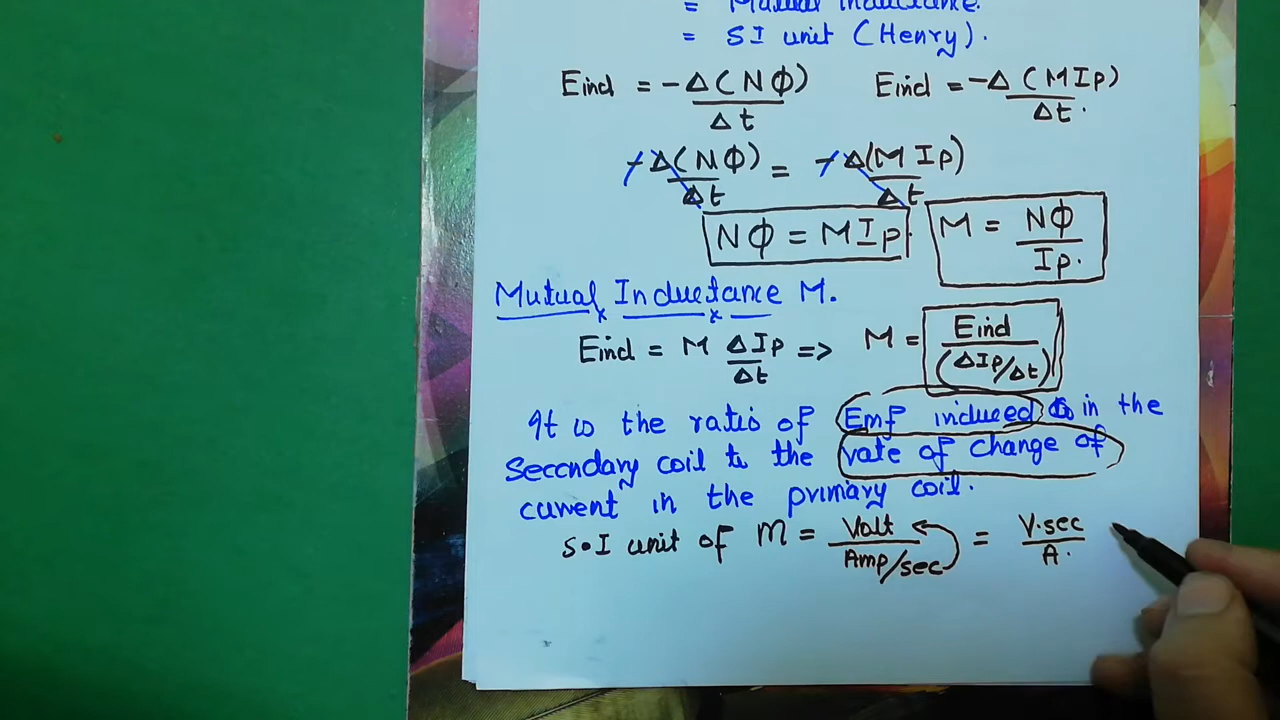 = Mutual Inductance.
= SI unit (Henry).
Eind = -Δ(NΦ)/Δt Eind = -Δ(MIp)/Δt.
-Δ(NΦ)/Δt = -Δ(MIp)/Δt
NΦ = MIp. M = NΦ/Ip.
Mutual Inductance M.
Eind = M ΔIp/Δt => M = Eind/(ΔIp/Δt)
It is the ratio of Emf induced in the
Secondary coil to the rate of change of
current in the primary coil.
S.I unit of M = Volt/Amp/sec = V.sec/A.